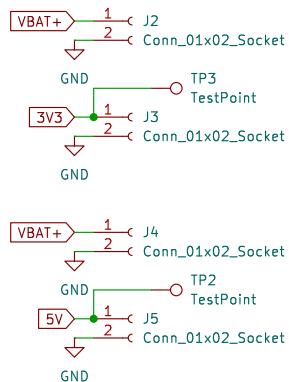 VBAT+ 1 J2
2 Conn_01x02_Socket
GND
TP3
TestPoint
3V3 1 J3
2 Conn_01x02_Socket
GND
VBAT+ 1 J4
2 Conn_01x02_Socket
GND
TP2
TestPoint
5V 1 J5
2 Conn_01x02_Socket
GND